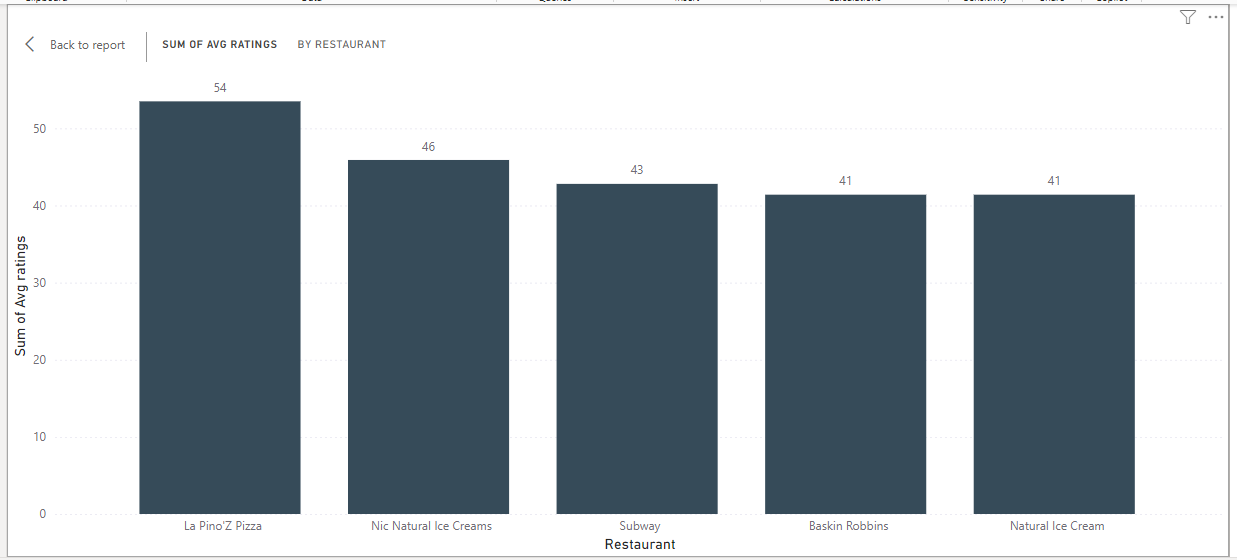 Back to report
SUM OF AVG RATINGS
BY RESTAURANT
54
46
43
41
41
50
40
30
20
10
0
Sum of Avg ratings
La Pino'Z Pizza
Nic Natural Ice Creams
Subway
Baskin Robbins
Natural Ice Cream
Restaurant